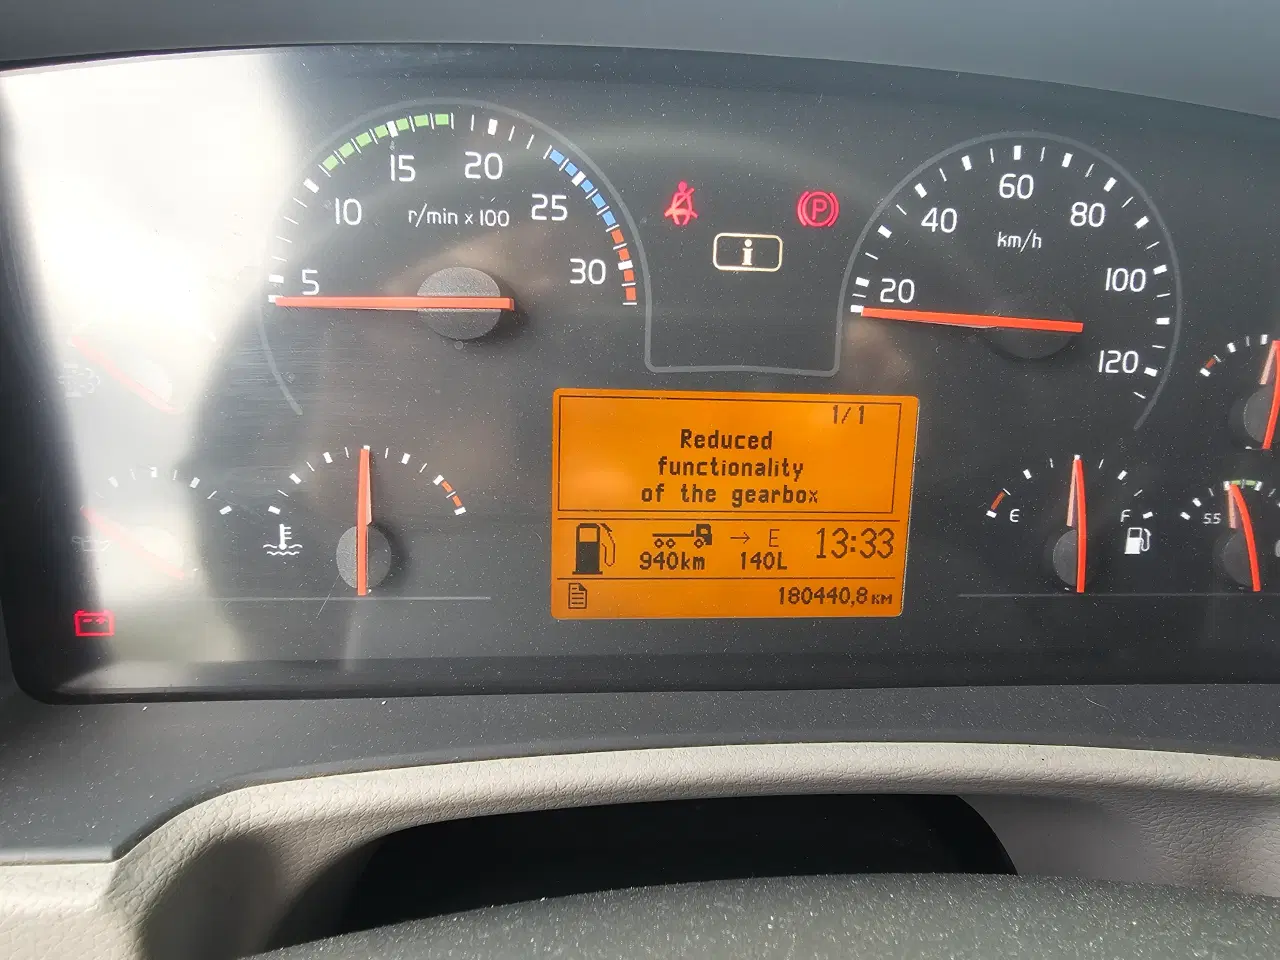 5
10
15
20
25
30
r/min x 100
P
i
20
40
60
80
100
120
km/h
1/1
Reduced
functionality
of the gearbox
→ E
13:33
940km
140L
180440,8 км
E
F
55